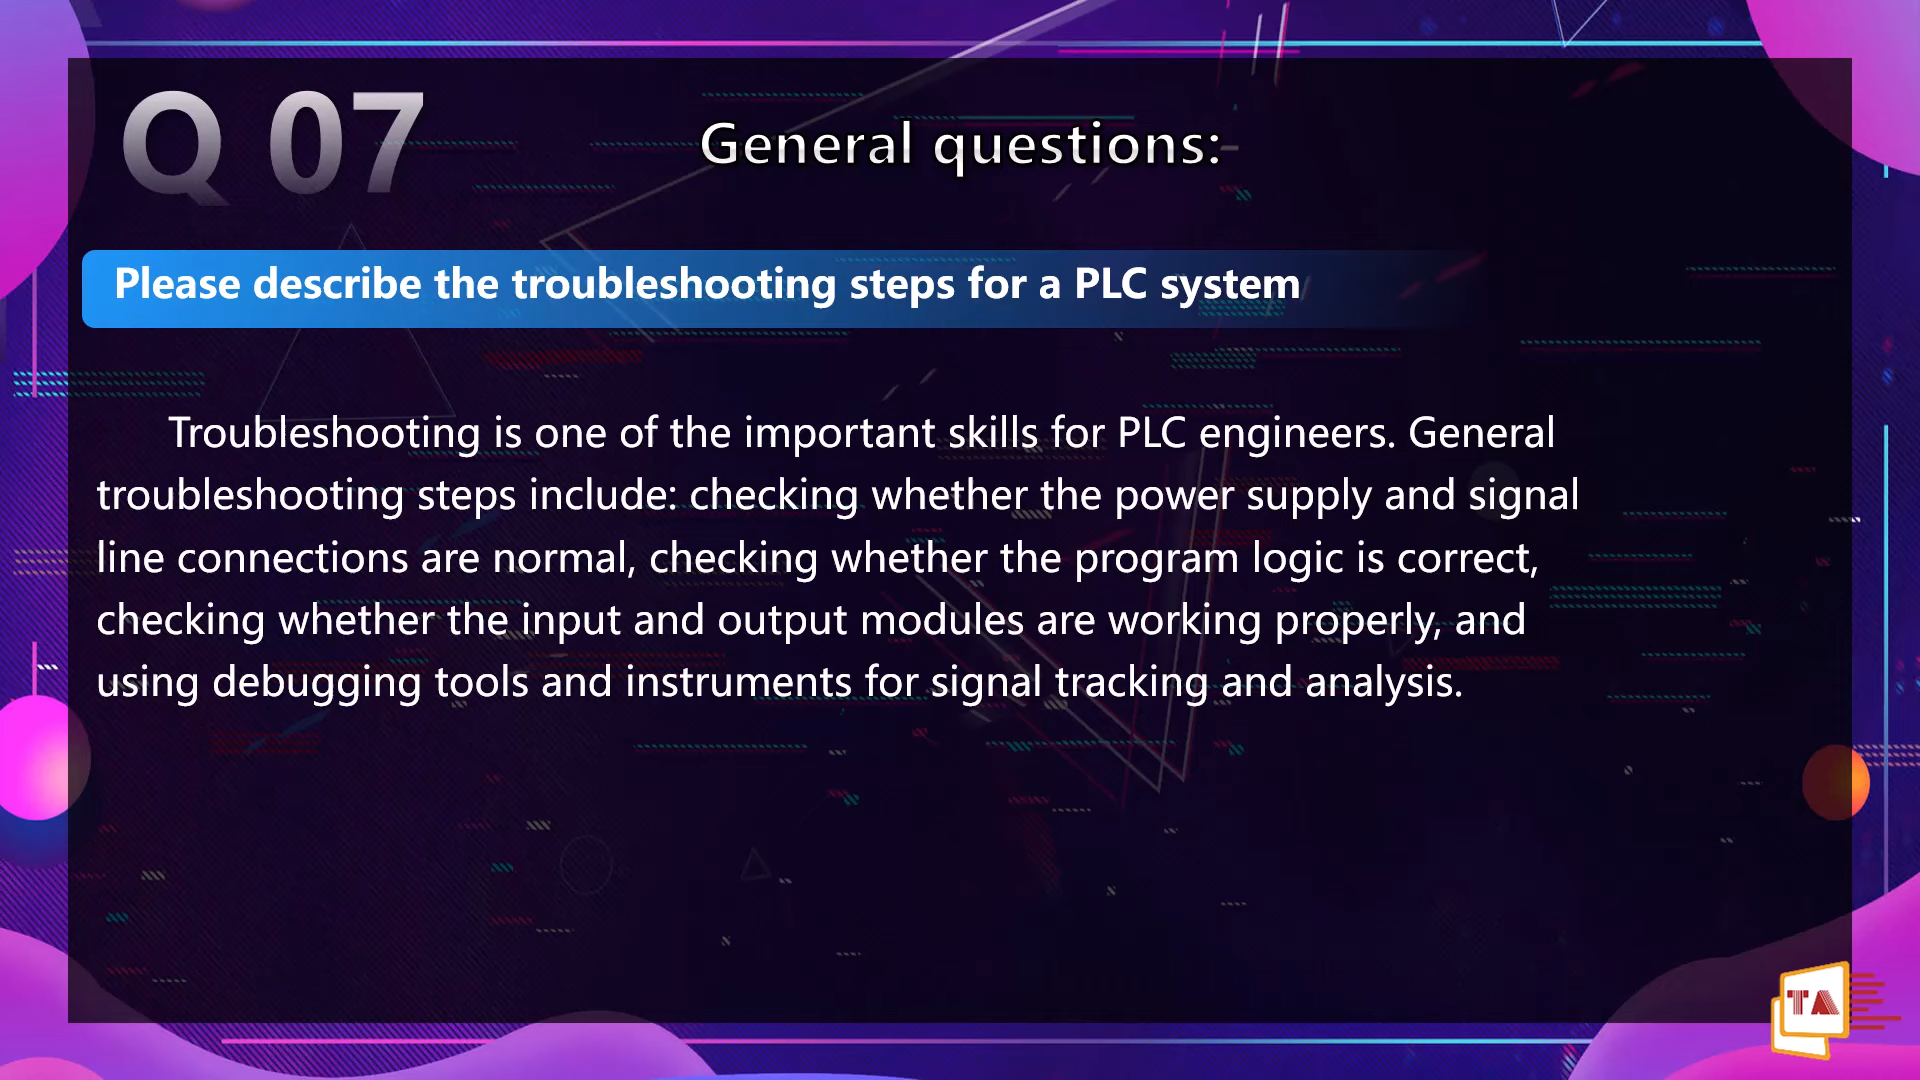 Q 07
General questions:-
Please describe the troubleshooting steps for a PLC system
Troubleshooting is one of the important skills for PLC engineers. General
troubleshooting steps include: checking whether the power supply and signal
line connections are normal, checking whether the program logic is correct,
checking whether the input and output modules are working properly, and
using debugging tools and instruments for signal tracking and analysis.
TA